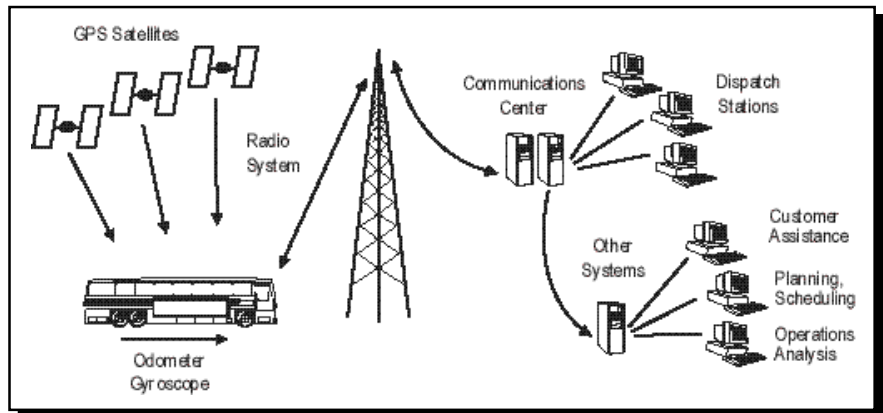 GPS Satellites
Radio
System
Communications
Center
Dispatch
Stations
Other
Systems
Customer
Assistance
Planning,
Scheduling
Operations
Analysis
Odometer
Gyroscope